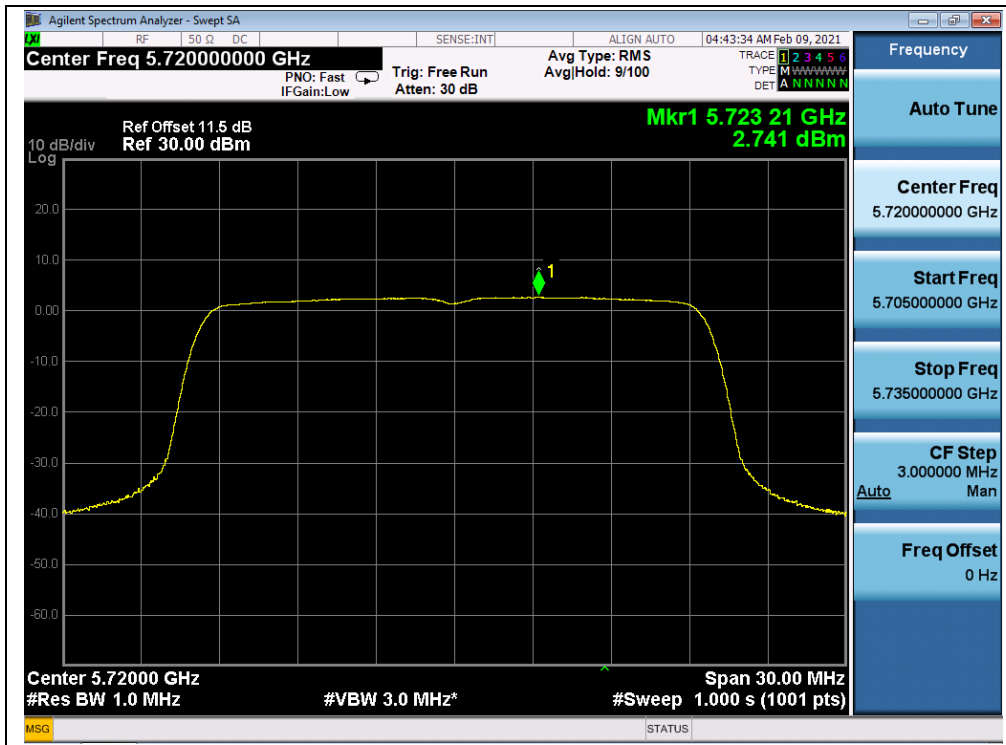 Agilent Spectrum Analyzer - Swept SA
LXI RF 50 Ω DC SENSE:INT ALIGN AUTO 04:43:34 AM Feb 09, 2021
Center Freq 5.720000000 GHz
PNO: Fast
IFGain:Low
Trig: Free Run
Atten: 30 dB
Avg Type: RMS
Avg|Hold: 9/100
TRACE 1 2 3 4 5 6
TYPE M WWWWW
DET A N N N N N
Mkr1 5.723 21 GHz
2.741 dBm
Ref Offset 11.5 dB
10 dB/div Ref 30.00 dBm
Log
20.0
10.0
1
0.00
-10.0
-20.0
-30.0
-40.0
-50.0
-60.0
Center 5.72000 GHz Span 30.00 MHz
#Res BW 1.0 MHz #VBW 3.0 MHz* #Sweep 1.000 s (1001 pts)
MSG STATUS
Frequency
Auto Tune
Center Freq
5.720000000 GHz
Start Freq
5.705000000 GHz
Stop Freq
5.735000000 GHz
CF Step
3.000000 MHz
Auto Man
Freq Offset
0 Hz